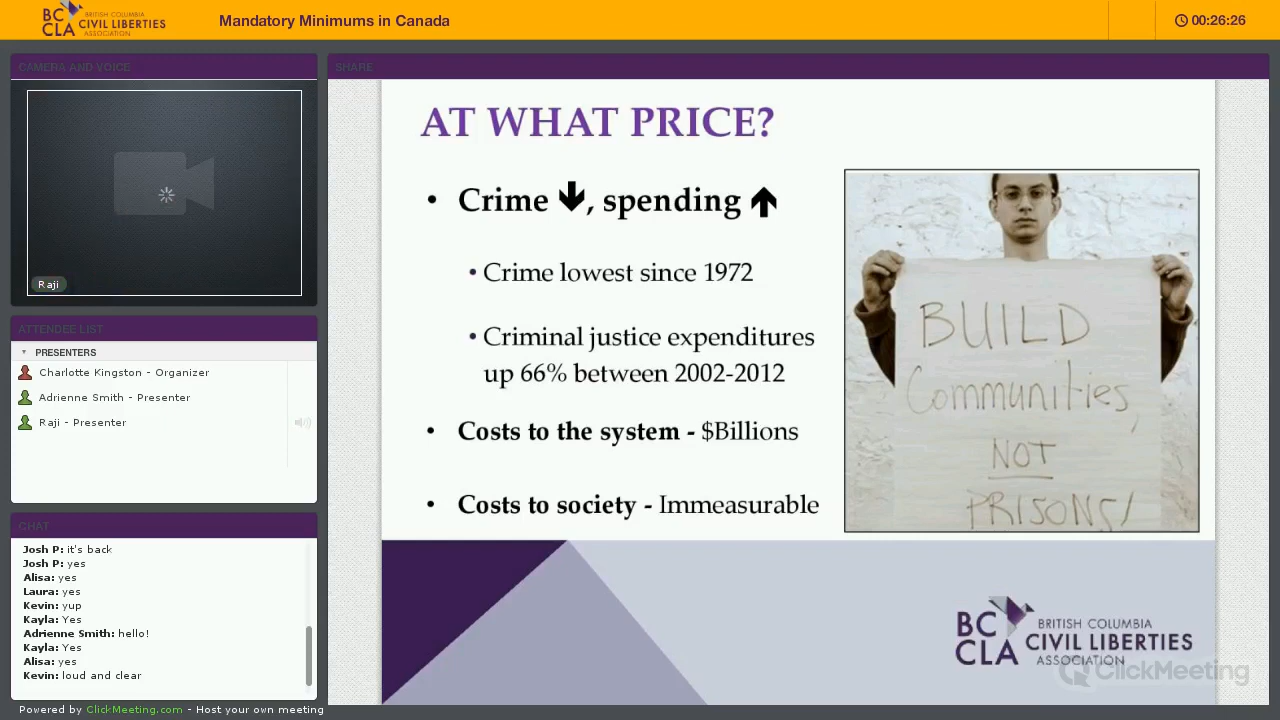 BC
CLA
BRITISH COLUMBIA
CIVIL LIBERTIES
ASSOCIATION
Mandatory Minimums in Canada
00:26:26
CAMERA AND VOICE
Raji
ATTENDEE LIST
PRESENTERS
Charlotte Kingston - Organizer
Adrienne Smith - Presenter
Raji - Presenter
CHAT
Josh P: it's back
Josh P: yes
Alisa: yes
Laura: yes
Kevin: yup
Kayla: Yes
Adrienne Smith: hello!
Kayla: Yes
Alisa: yes
Kevin: loud and clear
Powered by ClickMeeting.com - Host your own meeting
SHARE
AT WHAT PRICE?
• Crime ↓, spending ↑
• Crime lowest since 1972
• Criminal justice expenditures
up 66% between 2002-2012
• Costs to the system - $Billions
• Costs to society - Immeasurable
BUILD
Communities,
NOT
PRISONS!
BC
CLA
BRITISH COLUMBIA
CIVIL LIBERTIES
ASSOCIATION
ClickMeeting